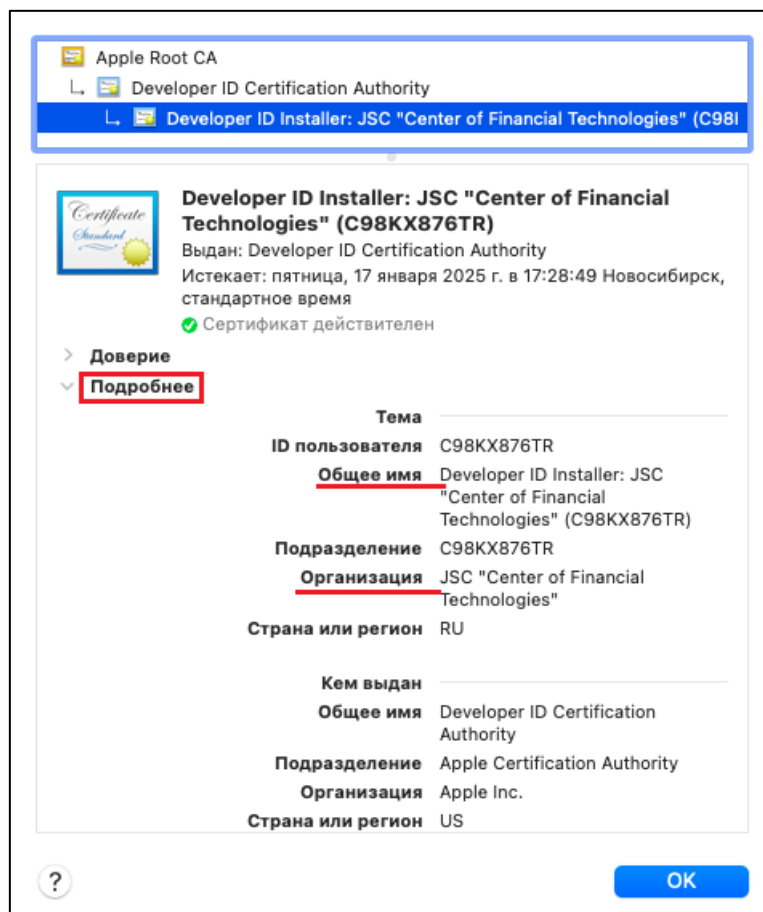 Apple Root CA
Developer ID Certification Authority
Developer ID Installer: JSC "Center of Financial Technologies" (C98
Certificate
Standard
Developer ID Installer: JSC "Center of Financial
Technologies" (C98KX876TR)
Выдан: Developer ID Certification Authority
Истекает: пятница, 17 января 2025 г. в 17:28:49 Новосибирск,
стандартное время
Сертификат действителен
Доверие
Подробнее
Тема
ID пользователя C98KX876TR
Общее имя Developer ID Installer: JSC
"Center of Financial
Technologies" (C98KX876TR)
Подразделение C98KX876TR
Организация JSC "Center of Financial
Technologies"
Страна или регион RU
Кем выдан
Общее имя Developer ID Certification
Authority
Подразделение Apple Certification Authority
Организация Apple Inc.
Страна или регион US
?
OK